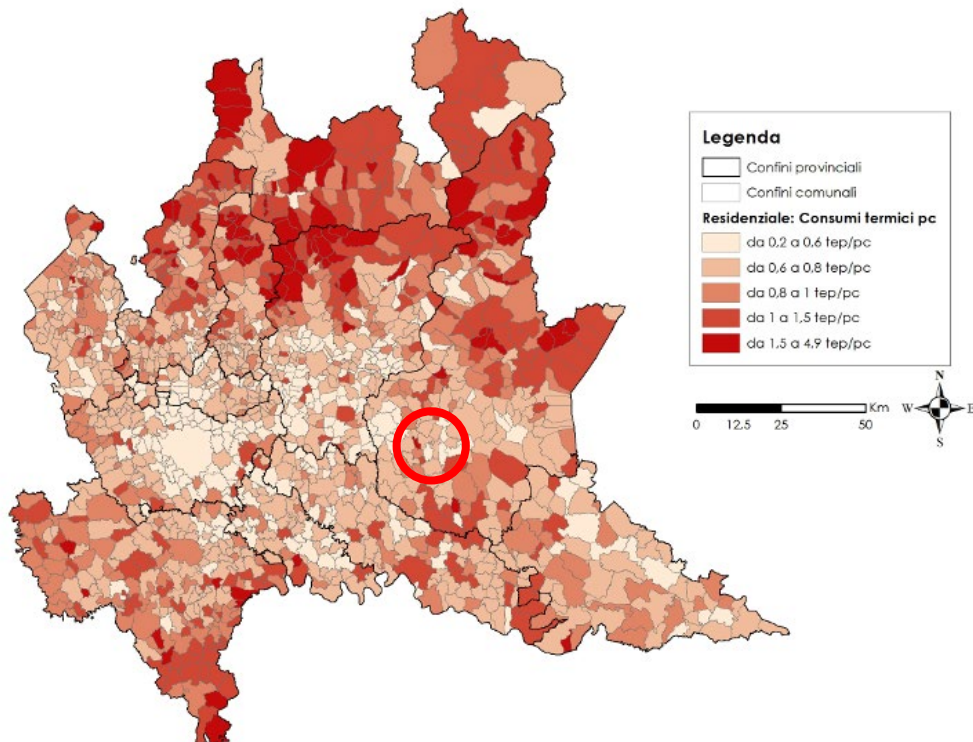 Legenda
Confini provinciali
Confini comunali
Residenziale: Consumi termici pc
da 0,2 a 0,6 tep/pc
da 0,6 a 0,8 tep/pc
da 0,8 a 1 tep/pc
da 1 a 1,5 tep/pc
da 1,5 a 4,9 tep/pc
N
W E
S
Km
0 12,5 25 50